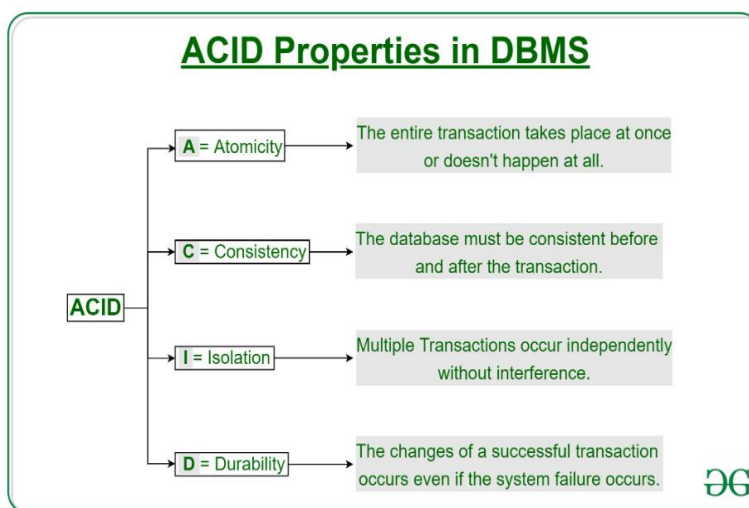 ACID Properties in DBMS
A = Atomicity
The entire transaction takes place at once
or doesn't happen at all.
C = Consistency
The database must be consistent before
and after the transaction.
ACID
I = Isolation
Multiple Transactions occur independently
without interference.
D = Durability
The changes of a successful transaction
occurs even if the system failure occurs.